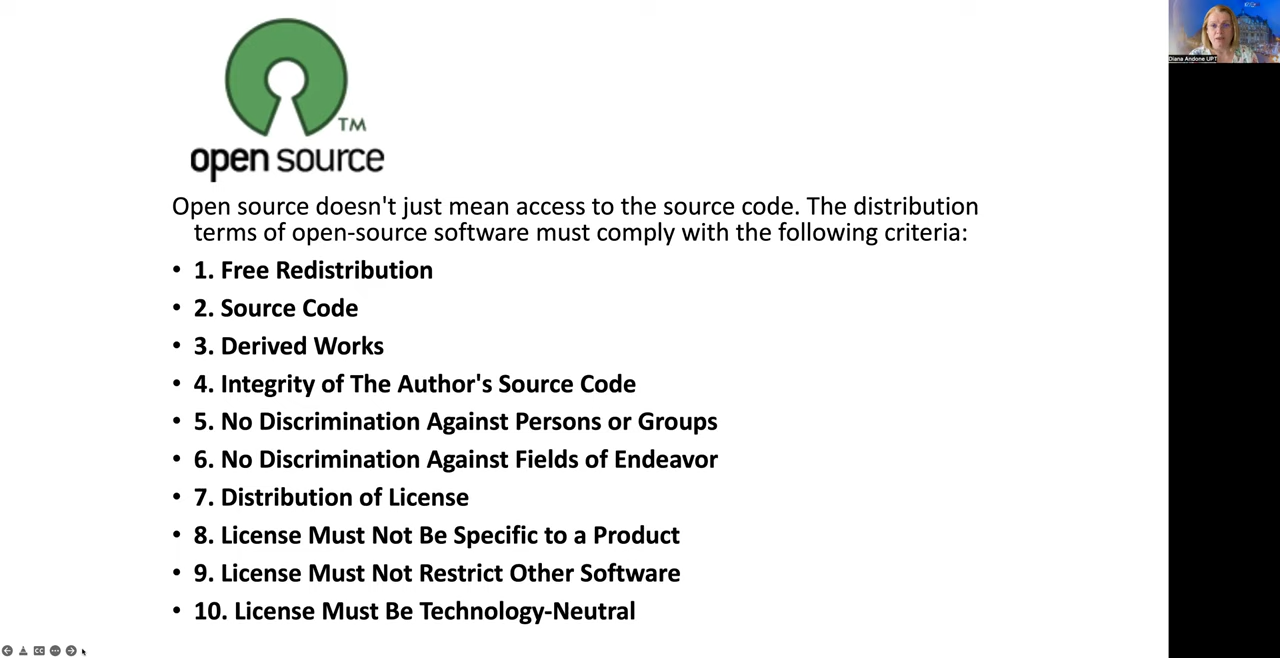 Diana Andone UPT
TM
open source
Open source doesn't just mean access to the source code. The distribution
terms of open-source software must comply with the following criteria:
• 1. Free Redistribution
• 2. Source Code
• 3. Derived Works
• 4. Integrity of The Author's Source Code
• 5. No Discrimination Against Persons or Groups
• 6. No Discrimination Against Fields of Endeavor
• 7. Distribution of License
• 8. License Must Not Be Specific to a Product
• 9. License Must Not Restrict Other Software
• 10. License Must Be Technology-Neutral
CC